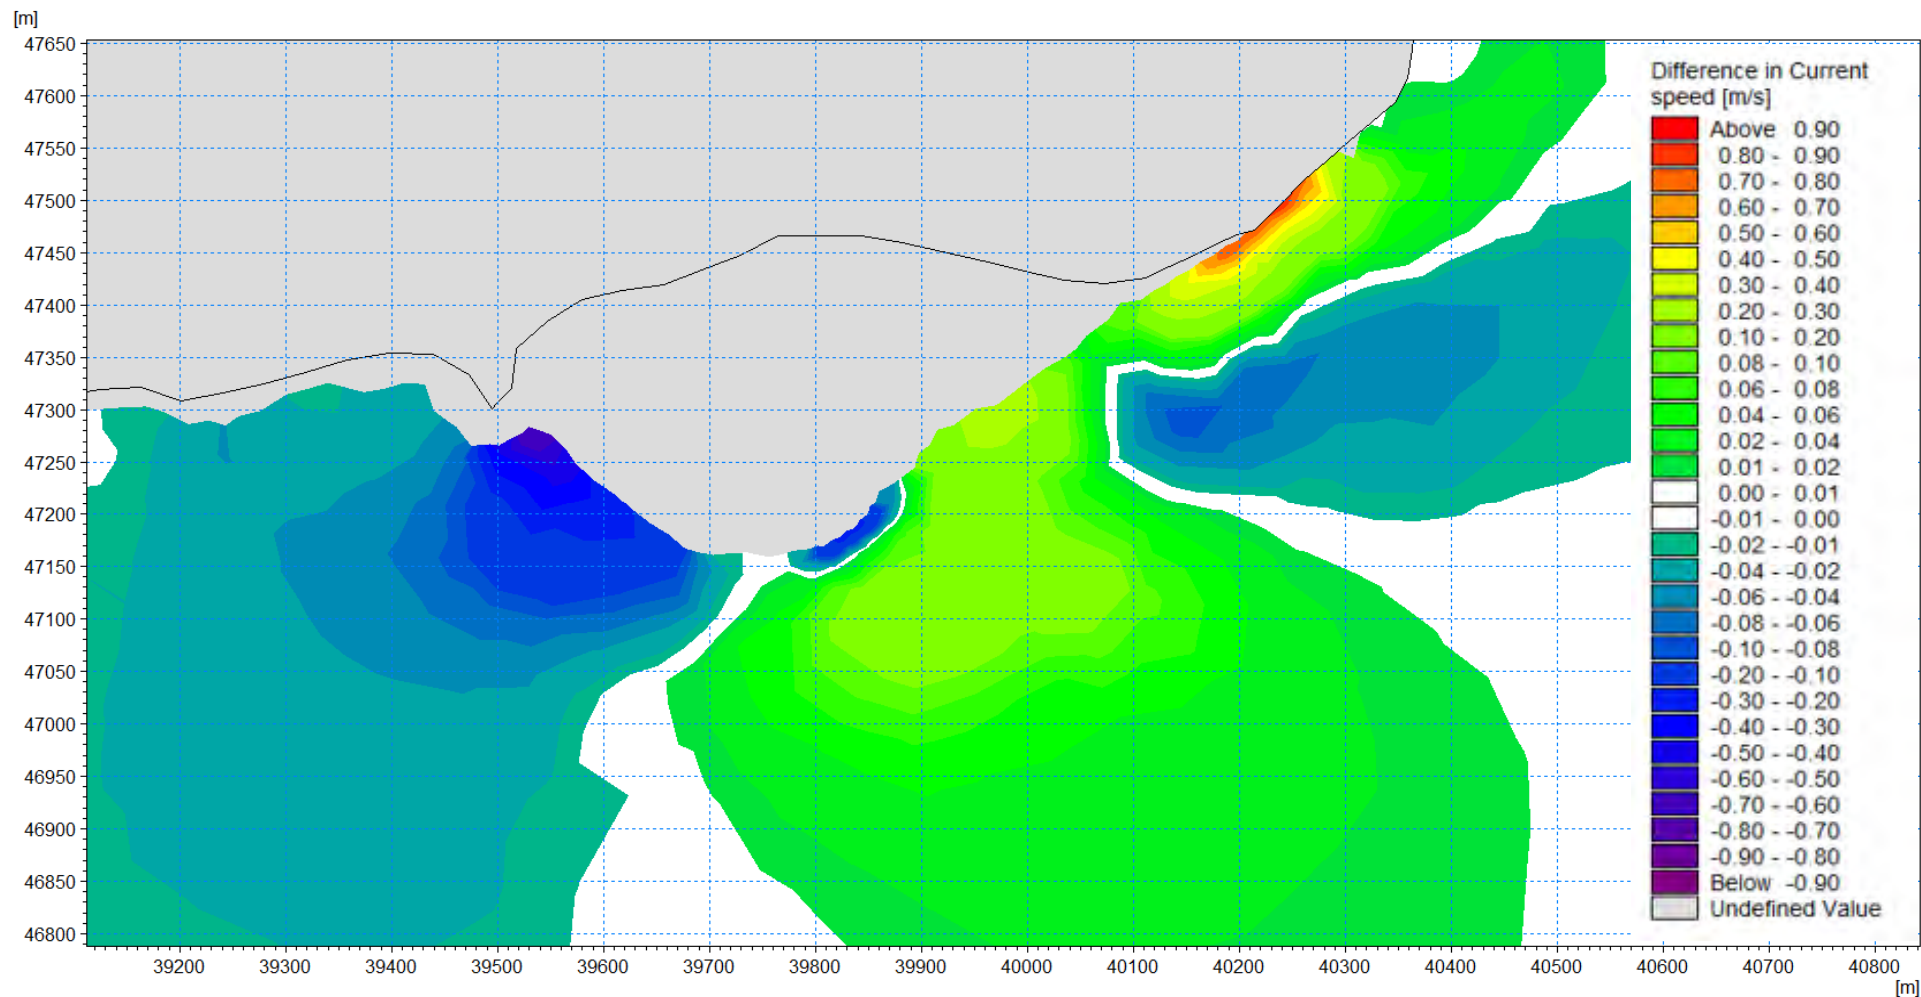 [m]
47650
47600
47550
47500
47450
47400
47350
47300
47250
47200
47150
47100
47050
47000
46950
46900
46850
46800
39200 39300 39400 39500 39600 39700 39800 39900 40000 40100 40200 40300 40400 40500 40600 40700 40800
[m]
Difference in Current
speed [m/s]
Above 0.90
0.80 - 0.90
0.70 - 0.80
0.60 - 0.70
0.50 - 0.60
0.40 - 0.50
0.30 - 0.40
0.20 - 0.30
0.10 - 0.20
0.08 - 0.10
0.06 - 0.08
0.04 - 0.06
0.02 - 0.04
0.01 - 0.02
0.00 - 0.01
-0.01 - 0.00
-0.02 - -0.01
-0.04 - -0.02
-0.06 - -0.04
-0.08 - -0.06
-0.10 - -0.08
-0.20 - -0.10
-0.30 - -0.20
-0.40 - -0.30
-0.50 - -0.40
-0.60 - -0.50
-0.70 - -0.60
-0.80 - -0.70
-0.90 - -0.80
Below -0.90
Undefined Value